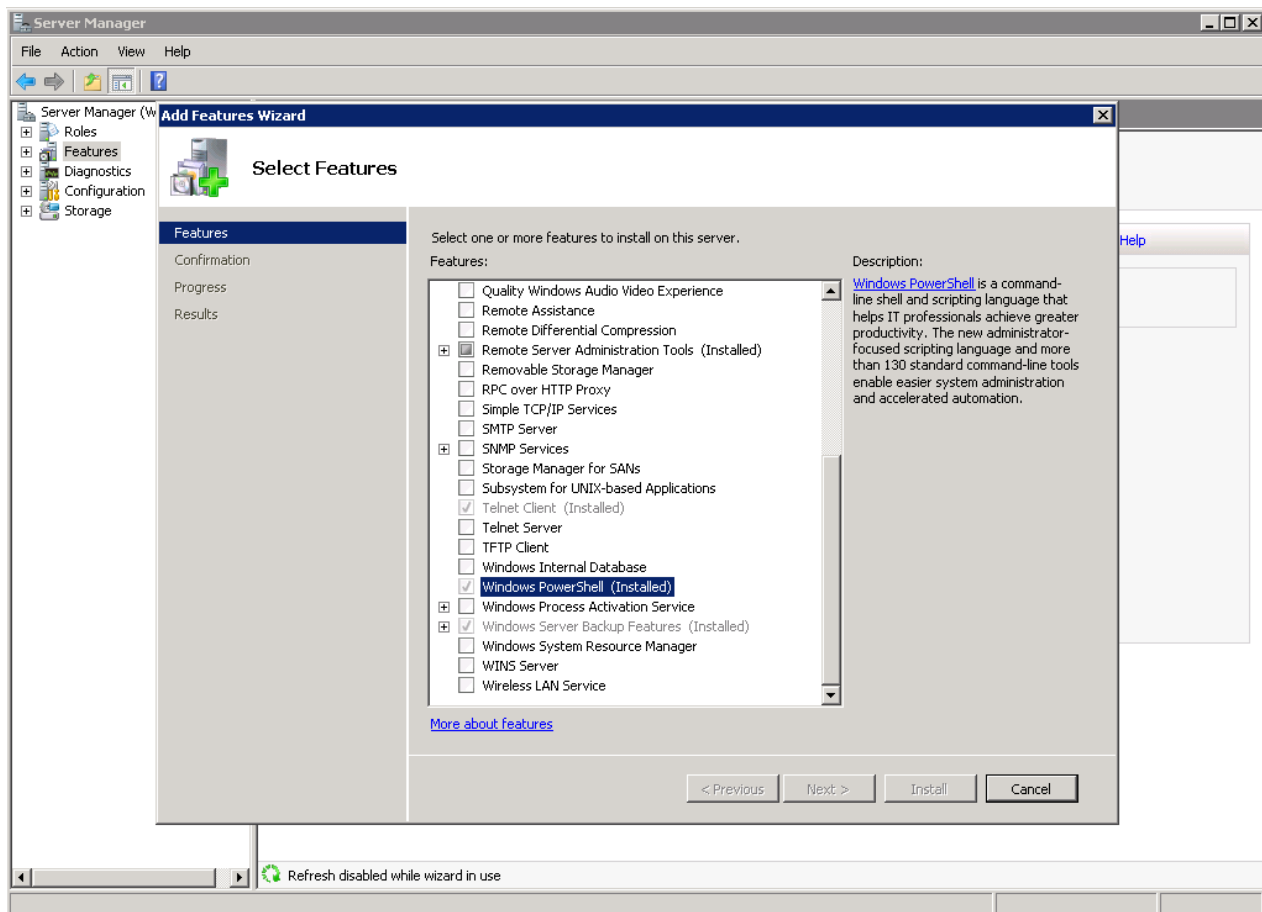 Server Manager
File Action View Help
Server Manager (W
Roles
Features
Diagnostics
Configuration
Storage
Add Features Wizard
Select Features
Features
Confirmation
Progress
Results
Select one or more features to install on this server.
Features:
Quality Windows Audio Video Experience
Remote Assistance
Remote Differential Compression
Remote Server Administration Tools (Installed)
Removable Storage Manager
RPC over HTTP Proxy
Simple TCP/IP Services
SMTP Server
SNMP Services
Storage Manager for SANs
Subsystem for UNIX-based Applications
Telnet Client (Installed)
Telnet Server
TFTP Client
Windows Internal Database
Windows PowerShell (Installed)
Windows Process Activation Service
Windows Server Backup Features (Installed)
Windows System Resource Manager
WINS Server
Wireless LAN Service
More about features
Description:
Windows PowerShell is a command-
line shell and scripting language that
helps IT professionals achieve greater
productivity. The new administrator-
focused scripting language and more
than 130 standard command-line tools
enable easier system administration
and accelerated automation.
Help
< Previous
Next >
Install
Cancel
Refresh disabled while wizard in use